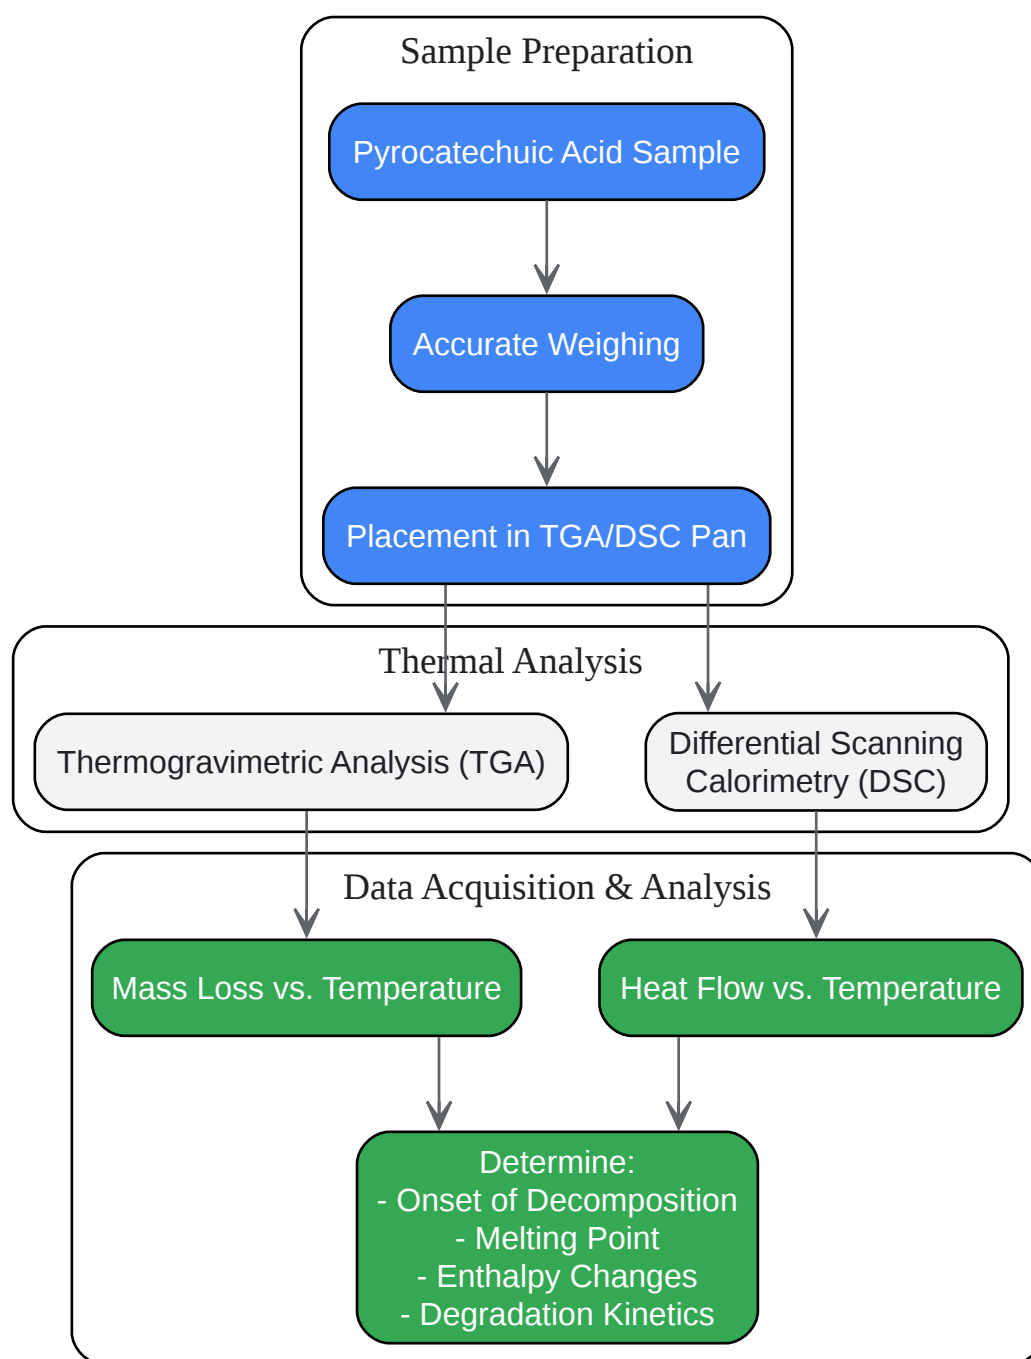 Sample Preparation
Pyrocatechuic Acid Sample
Accurate Weighing
Placement in TGA/DSC Pan
Thermal Analysis
Thermogravimetric Analysis (TGA)
Differential Scanning
Calorimetry (DSC)
Data Acquisition & Analysis
Mass Loss vs. Temperature
Heat Flow vs. Temperature
Determine:
- Onset of Decomposition
- Melting Point
- Enthalpy Changes
- Degradation Kinetics